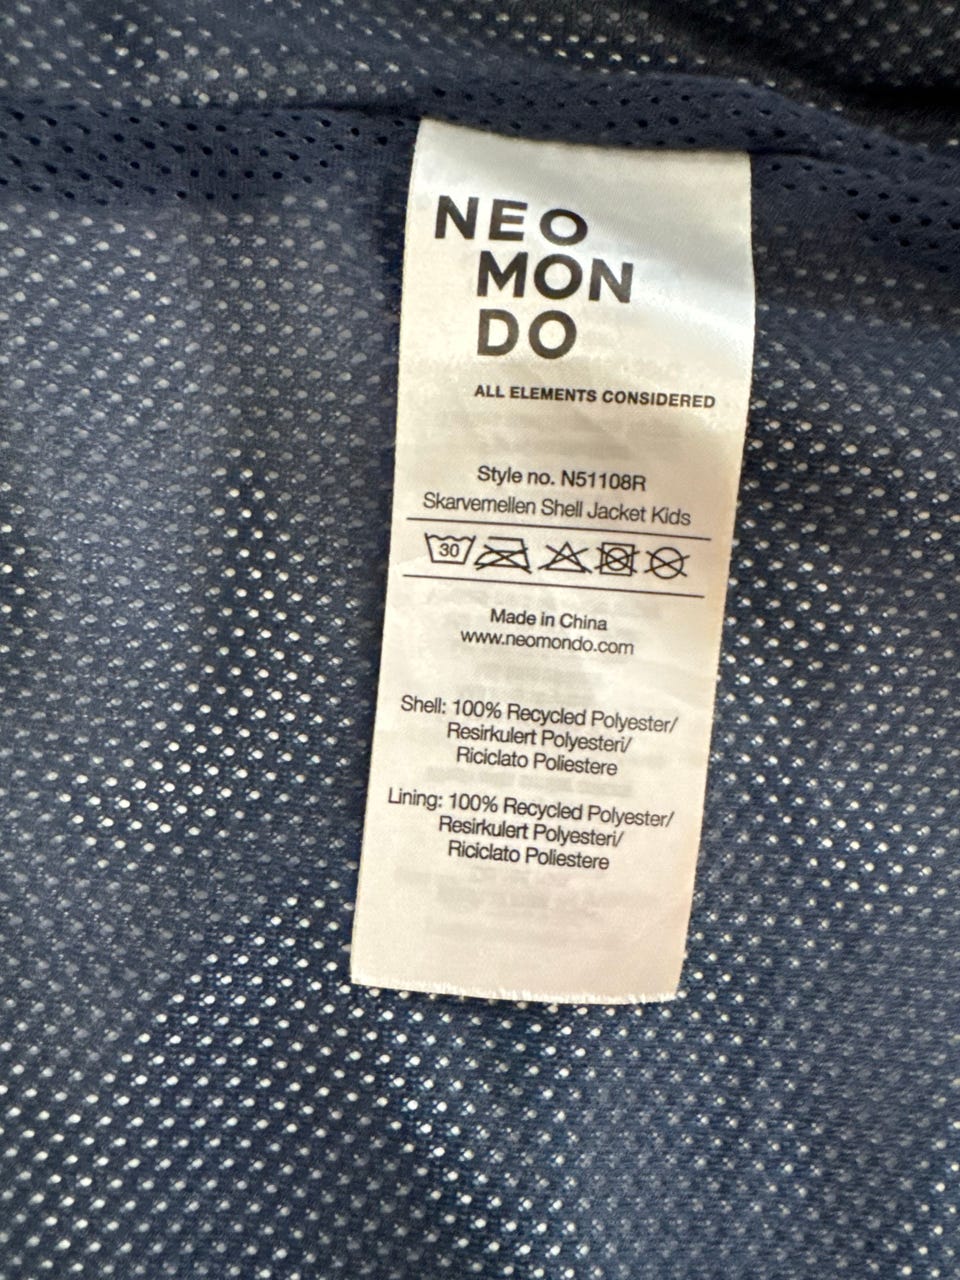 NEO
MON
DO
ALL ELEMENTS CONSIDERED
Style no. N51108R
Skarvemellen Shell Jacket Kids
30
Made in China
www.neomondo.com
Shell: 100% Recycled Polyester/
Resirkulert Polyesteri/
Riciclato Poliestere
Lining: 100% Recycled Polyester/
Resirkulert Polyesteri/
Riciclato Poliestere